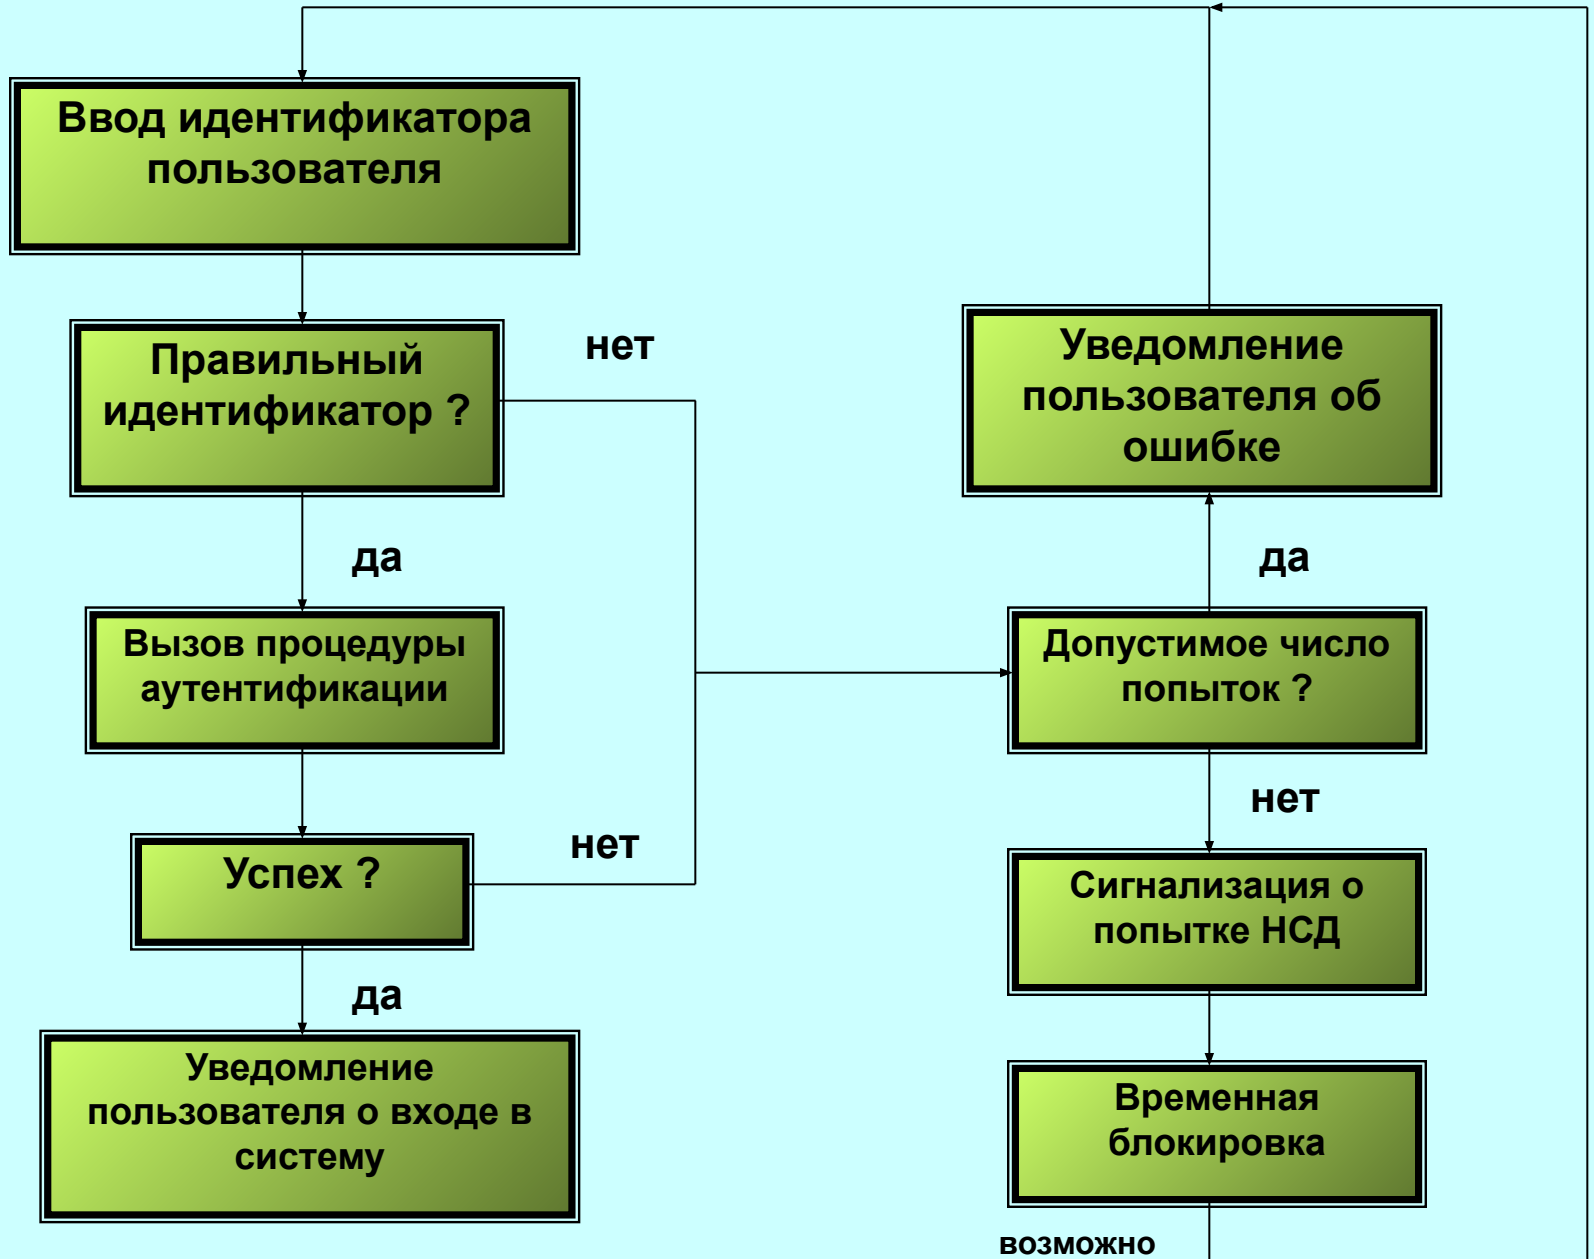 Ввод идентификатора
пользователя
Правильный
идентификатор ?
нет
да
Вызов процедуры
аутентификации
Успех ?
нет
да
Уведомление
пользователя о входе в
систему
Уведомление
пользователя об
ошибке
да
Допустимое число
попыток ?
нет
Сигнализация о
попытке НСД
Временная
блокировка
возможно